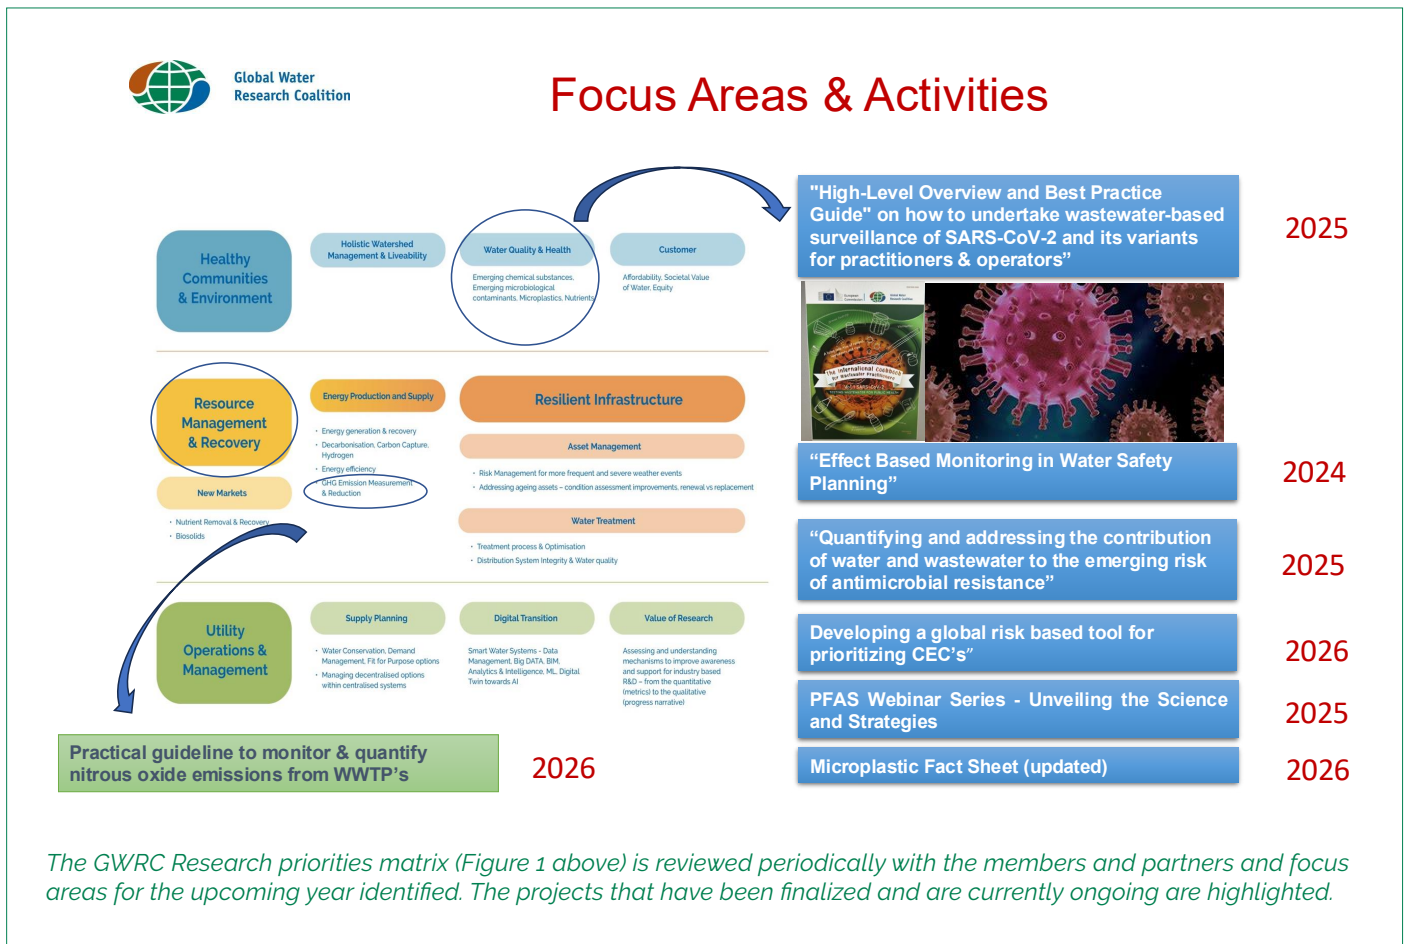 Global Water
Research Coalition
Focus Areas & Activities
Healthy
Communities
& Environment
Holistic Watershed
Management & Liveability
Water Quality & Health
Emerging chemical substances,
Emerging microbiological
contaminants, Microplastics, Nutrients
Customer
Affordability, Societal Value
of Water, Equity
Resource
Management
& Recovery
New Markets
• Nutrient Removal & Recovery
• Biosolids
Energy Production and Supply
• Energy generation & recovery
• Decarbonisation, Carbon Capture,
Hydrogen
• Energy efficiency
• GHG Emission Measurement
& Reduction
Resilient Infrastructure
Asset Management
• Risk Management for more frequent and severe weather events
• Addressing ageing assets – condition assessment improvements, renewal vs replacement
Water Treatment
• Treatment process & Optimisation
• Distribution System Integrity & Water quality
Utility
Operations &
Management
Supply Planning
• Water Conservation, Demand
Management, Fit for Purpose options
• Managing decentralised options
within centralised systems
Digital Transition
Smart Water Systems - Data
Management, Big DATA, BIM,
Analytics & Intelligence, ML, Digital
Twin towards AI
Value of Research
Assessing and understanding
mechanisms to improve awareness
and support for industry based
R&D – from the quantitative
(metrics) to the qualitative
(progress narrative)
Practical guideline to monitor & quantify
nitrous oxide emissions from WWTP's
2026
"High-Level Overview and Best Practice
Guide" on how to undertake wastewater-based
surveillance of SARS-CoV-2 and its variants
for practitioners & operators”
2025
The International Cookbook
for Wastewater Practitioners
“Effect Based Monitoring in Water Safety
Planning”
2024
“Quantifying and addressing the contribution
of water and wastewater to the emerging risk
of antimicrobial resistance”
2025
Developing a global risk based tool for
prioritizing CEC’s”
2026
PFAS Webinar Series - Unveiling the Science
and Strategies
2025
Microplastic Fact Sheet (updated)
2026
The GWRC Research priorities matrix (Figure 1 above) is reviewed periodically with the members and partners and focus
areas for the upcoming year identified. The projects that have been finalized and are currently ongoing are highlighted.